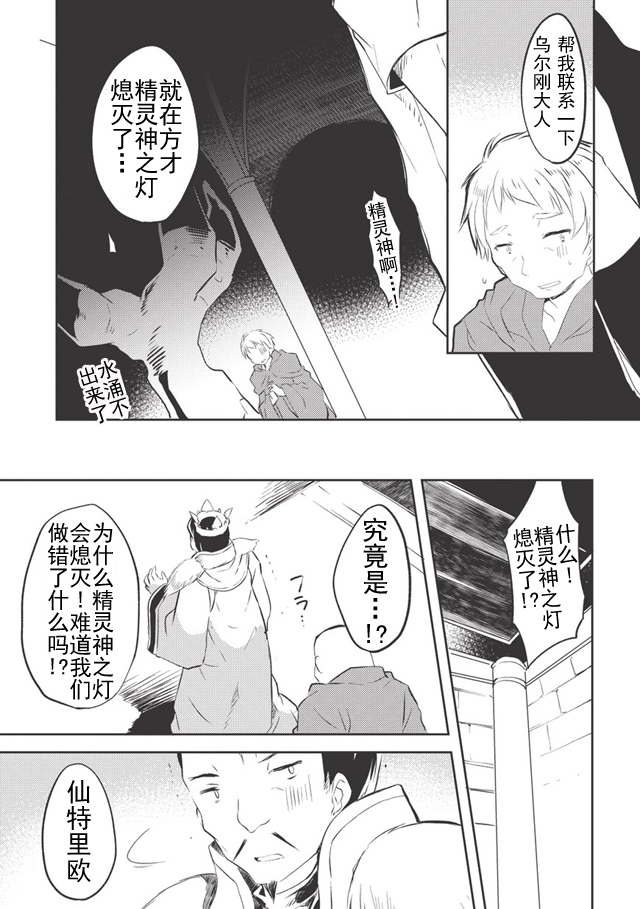 帮我联系一下
乌尔刚大人
就在方才
精灵神之灯
熄灭了…
精灵神啊…!
水涌不
出来了
什么!
精灵神之灯
熄灭了!?
究竟是…!?
为什么精灵神之灯
会熄灭!难道我们
做错了什么吗!?
仙特里欧